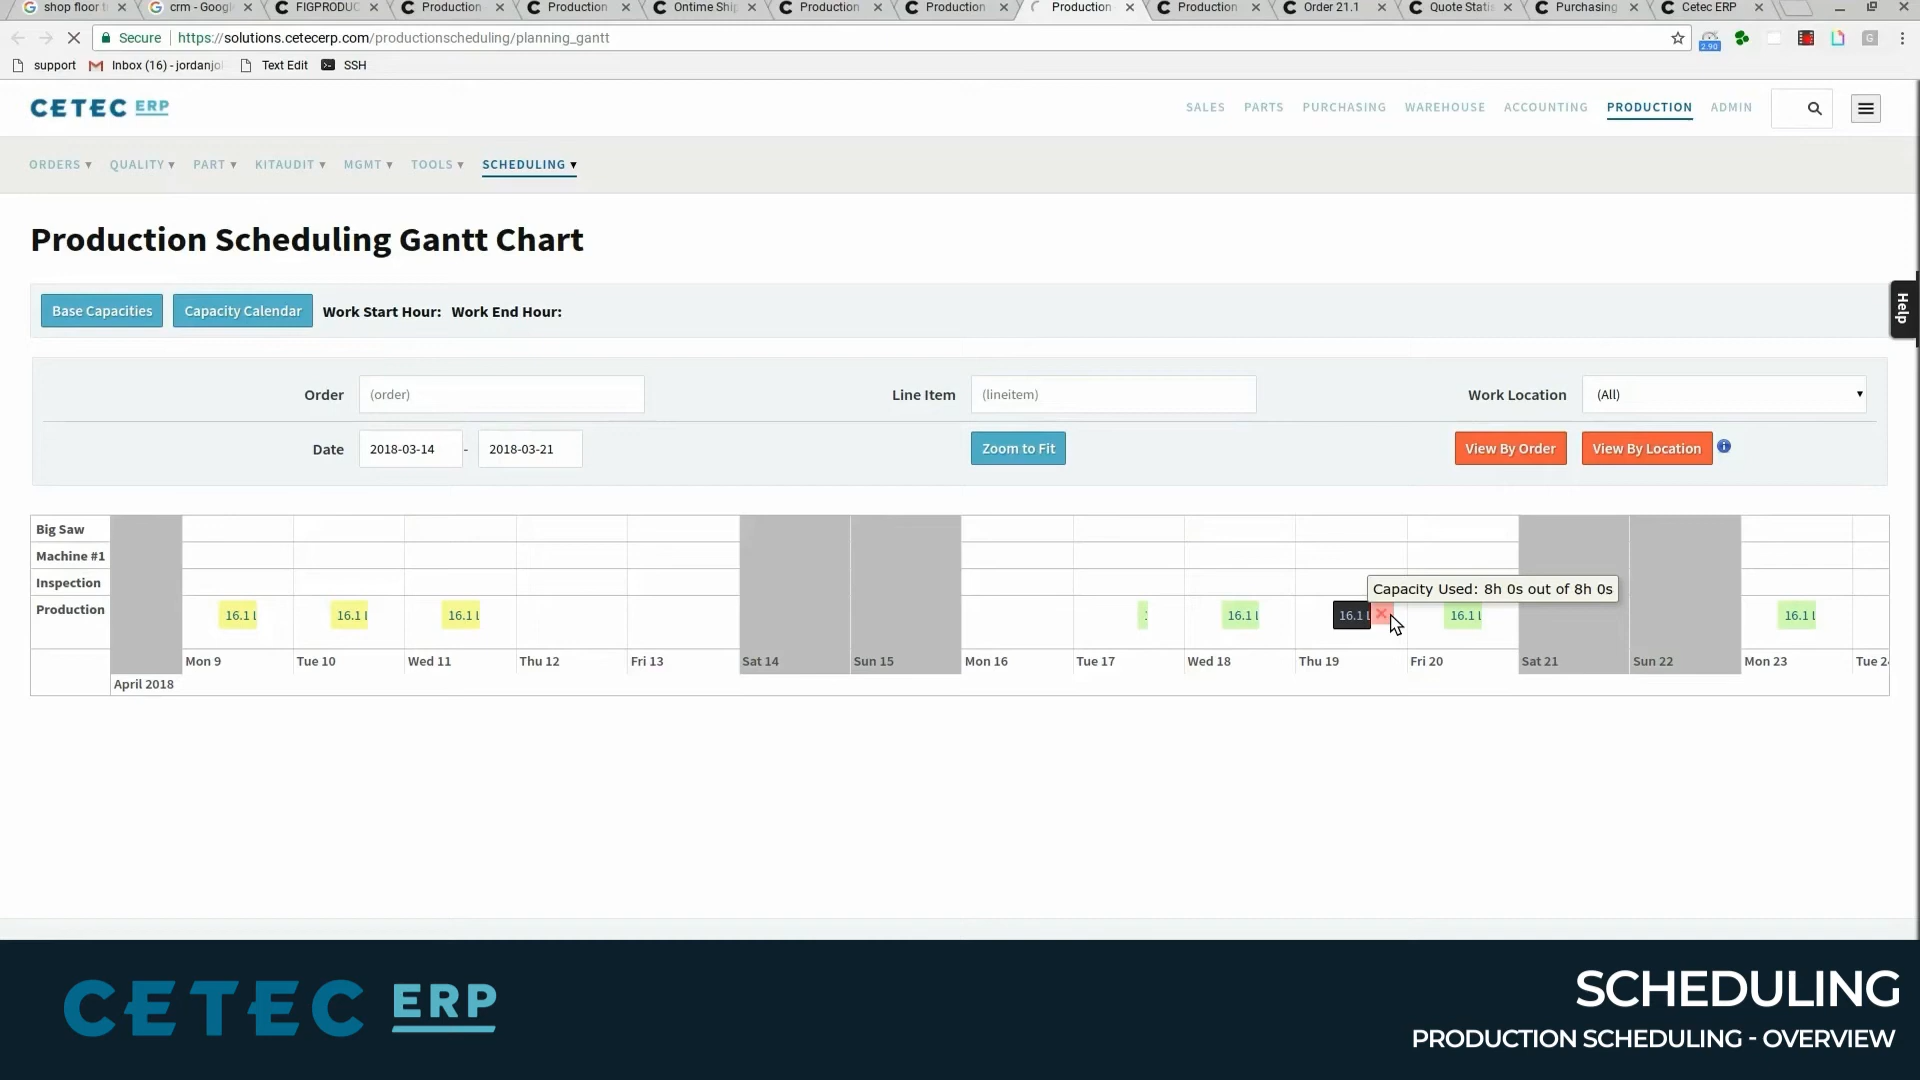 shop floor t
crm - Google
FIGPRODUC
Production
Production
Ontime Ship
Production
Production
Production
Production
Order 21.1
Quote Stati
Purchasing
Cetec ERP
Secure https://solutions.cetecerp.com/productionscheduling/planning_gantt
2.90
support Inbox (16) - jordanjo Text Edit SSH
CETEC ERP
SALES PARTS PURCHASING WAREHOUSE ACCOUNTING PRODUCTION ADMIN
ORDERS ▾ QUALITY ▾ PART ▾ KITAUDIT ▾ MGMT ▾ TOOLS ▾ SCHEDULING ▾
Production Scheduling Gantt Chart
Help
Base Capacities Capacity Calendar Work Start Hour: Work End Hour:
Order (order) Line Item (lineitem) Work Location (All)
Date 2018-03-14 - 2018-03-21 Zoom to Fit View By Order View By Location
Big Saw
Machine #1
Inspection
Capacity Used: 8h 0s out of 8h 0s
Production 16.1 l 16.1 l 16.1 l 16.1 l 16.1 l 16.1 l 16.1 l
Mon 9 Tue 10 Wed 11 Thu 12 Fri 13 Sat 14 Sun 15 Mon 16 Tue 17 Wed 18 Thu 19 Fri 20 Sat 21 Sun 22 Mon 23 Tue 2
April 2018
CETEC ERP
SCHEDULING
PRODUCTION SCHEDULING - OVERVIEW